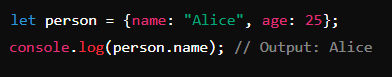 let person = {name: "Alice", age: 25};
console.log(person.name); // Output: Alice